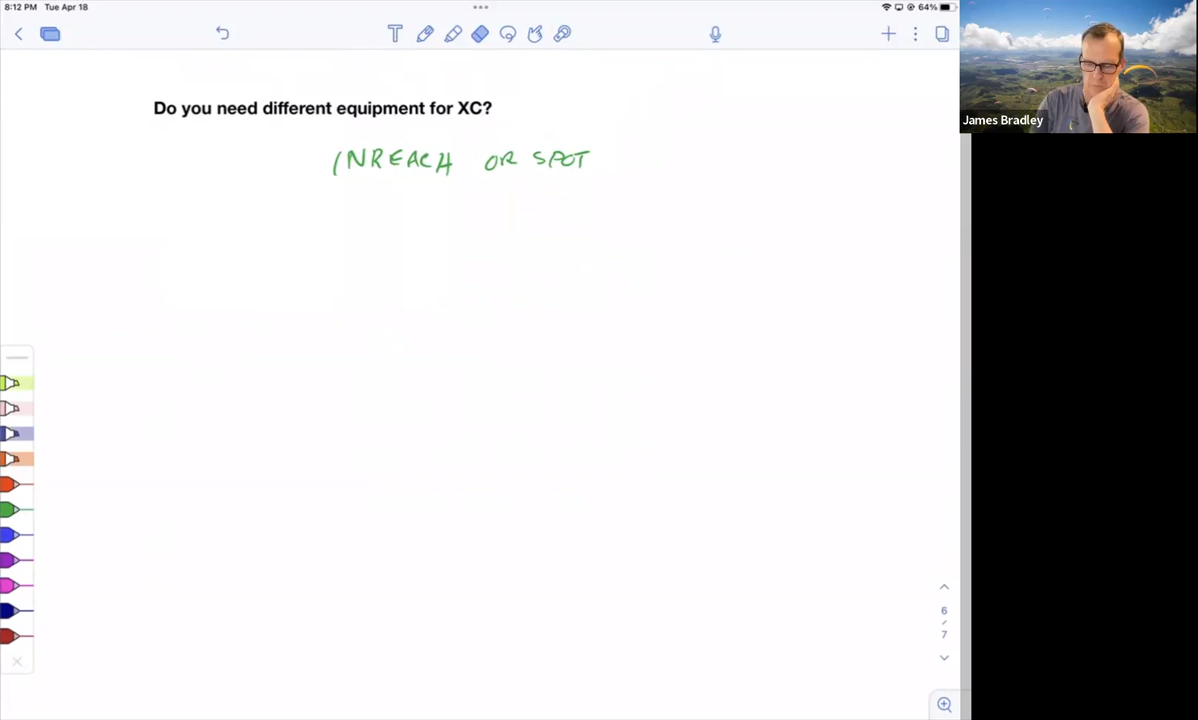 8:12 PM Tue Apr 18
64%
Do you need different equipment for XC?
INREACH OR SPOT
James Bradley
6
/
7